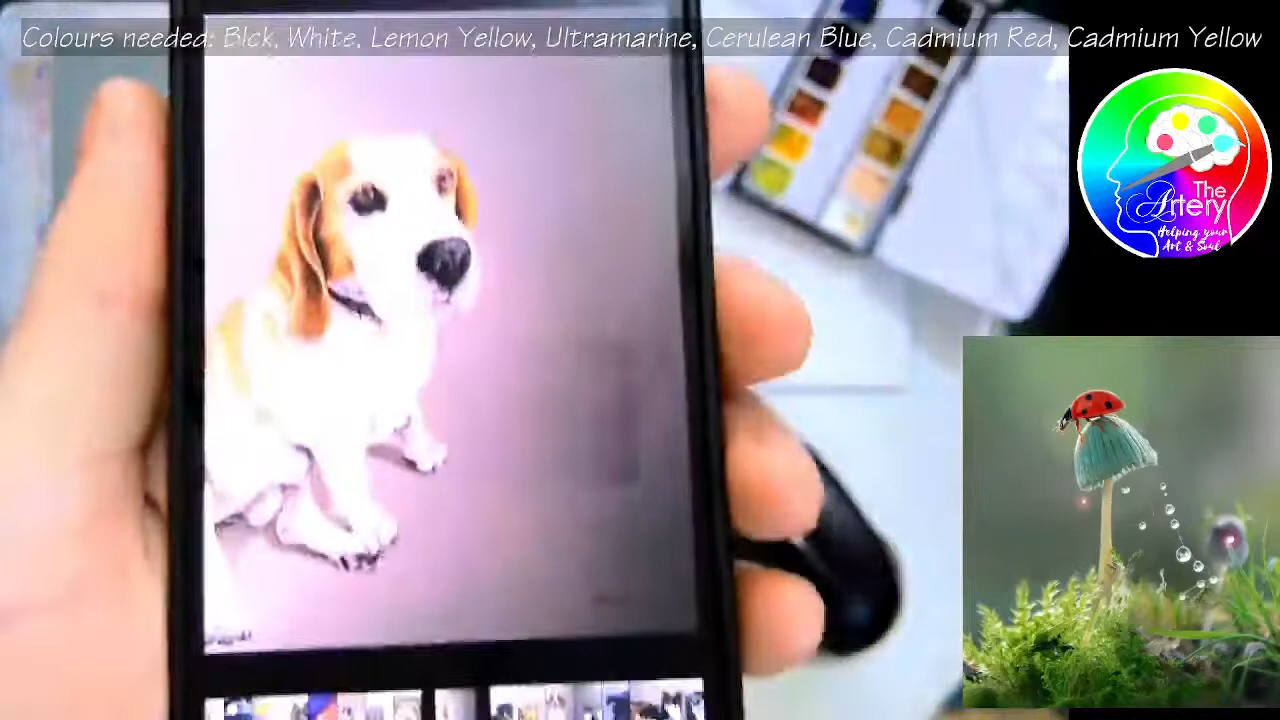 Colours needed: Blck, White, Lemon Yellow, Ultramarine, Cerulean Blue, Cadmium Red, Cadmium Yellow
The
Artery
Helping your
Art & Soul